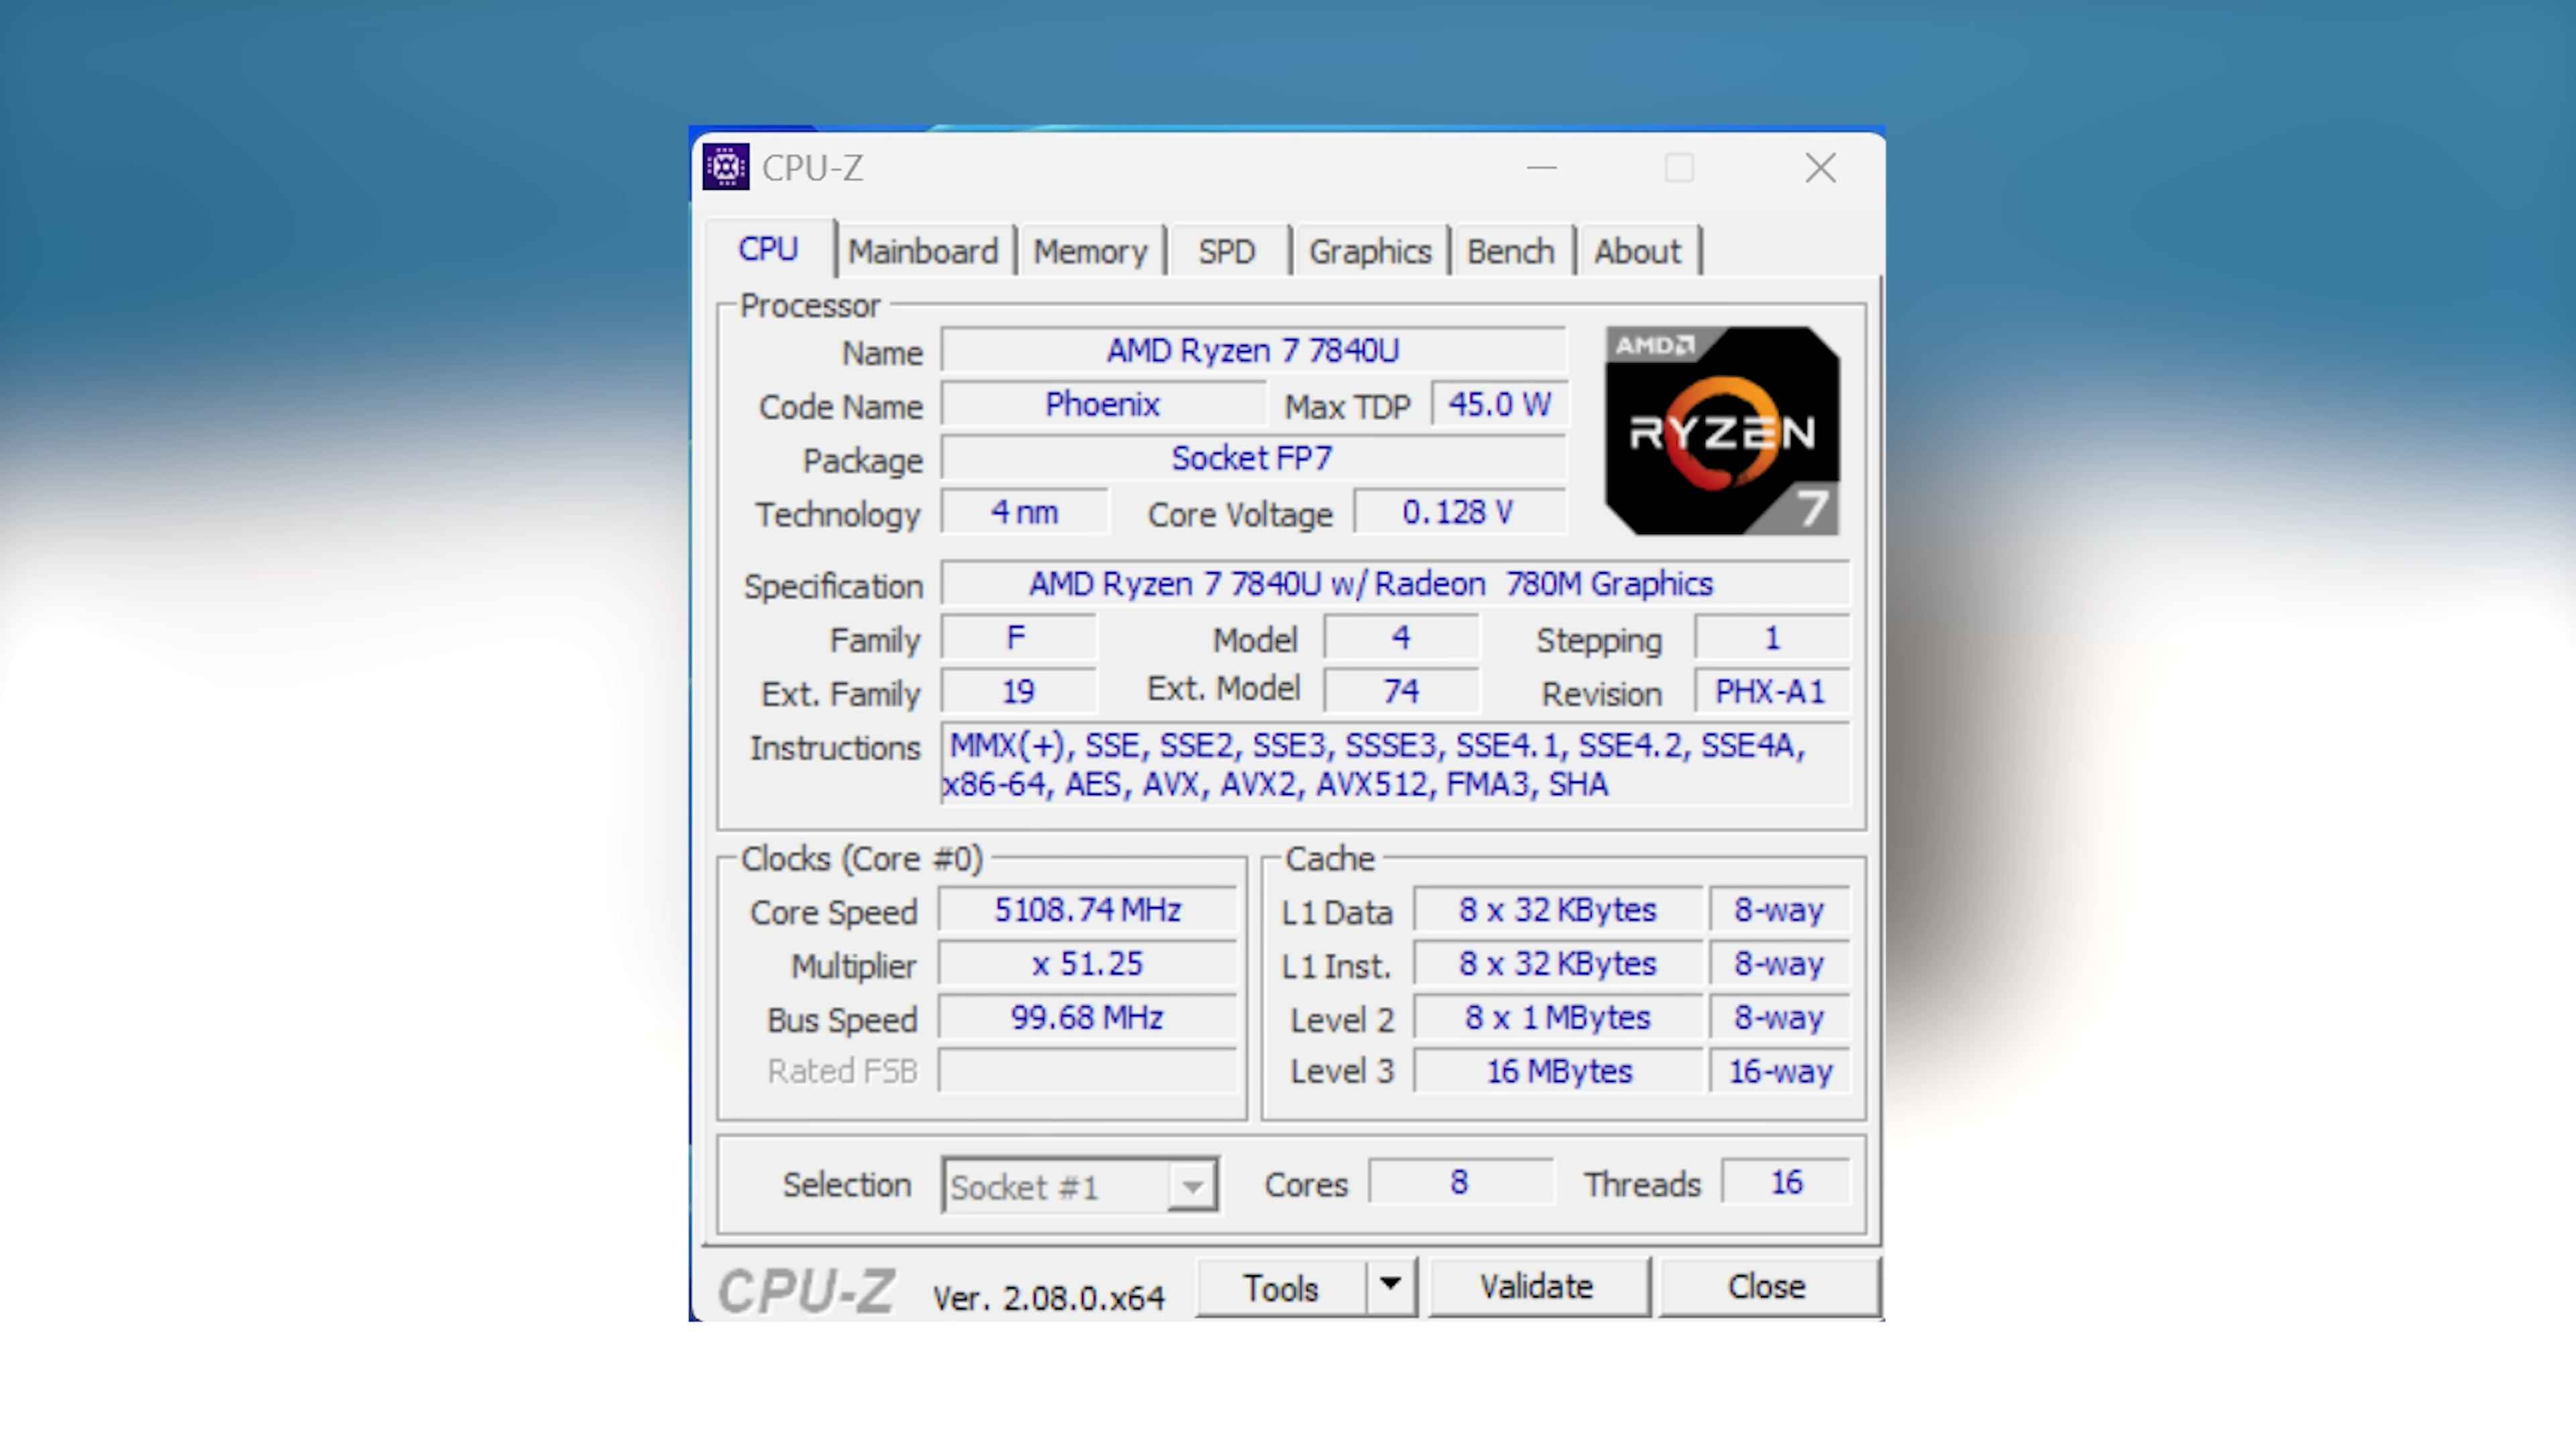 CPU-Z
CPU Mainboard Memory SPD Graphics Bench About
Processor
Name AMD Ryzen 7 7840U
Code Name Phoenix Max TDP 45.0 W
Package Socket FP7
Technology 4 nm Core Voltage 0.128 V
AMD
RYZEN
7
Specification AMD Ryzen 7 7840U w/ Radeon 780M Graphics
Family F Model 4 Stepping 1
Ext. Family 19 Ext. Model 74 Revision PHX-A1
Instructions MMX(+), SSE, SSE2, SSE3, SSSE3, SSE4.1, SSE4.2, SSE4A,
x86-64, AES, AVX, AVX2, AVX512, FMA3, SHA
Clocks (Core #0)
Core Speed 5108.74 MHz
Multiplier x 51.25
Bus Speed 99.68 MHz
Rated FSB
Cache
L1 Data 8 x 32 KBytes 8-way
L1 Inst. 8 x 32 KBytes 8-way
Level 2 8 x 1 MBytes 8-way
Level 3 16 MBytes 16-way
Selection Socket #1 Cores 8 Threads 16
CPU-Z Ver. 2.08.0.x64 Tools Validate Close